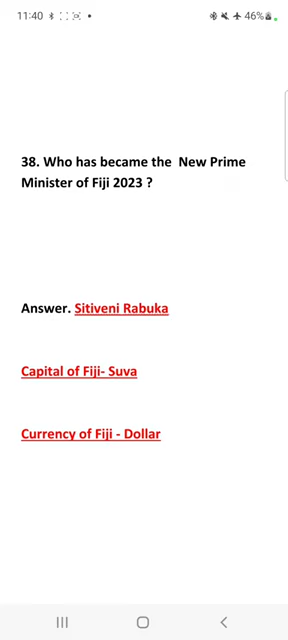 11:40
46%
38. Who has became the New Prime
Minister of Fiji 2023 ?
Answer. Sitiveni Rabuka
Capital of Fiji- Suva
Currency of Fiji - Dollar